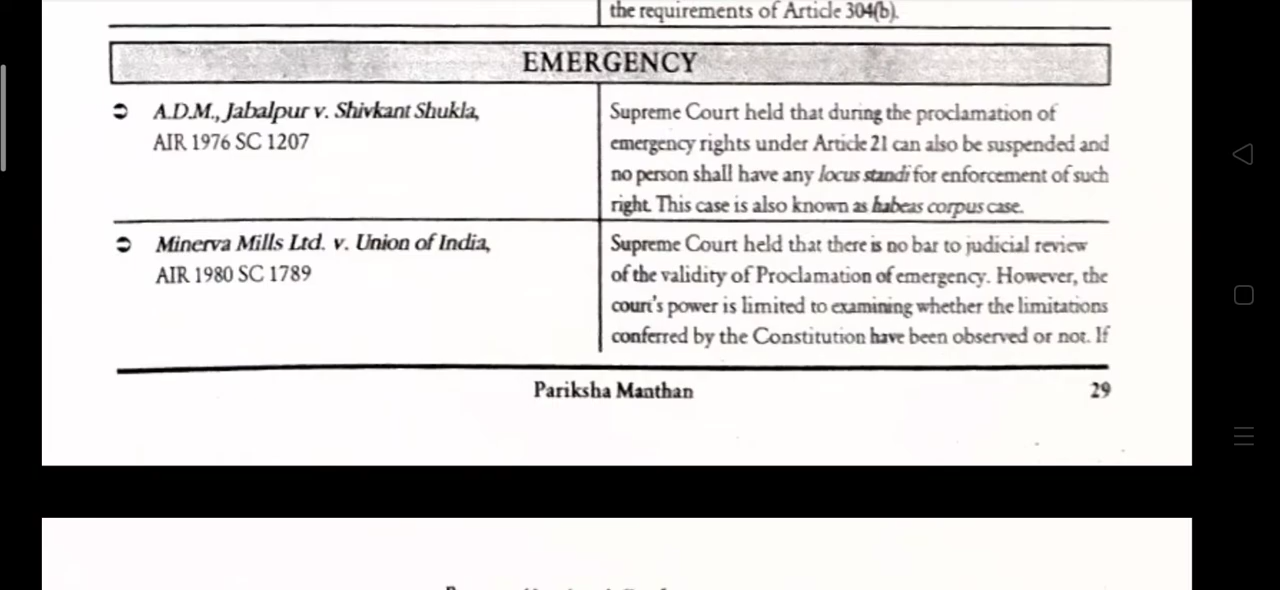 the requirements of Article 304(b).
EMERGENCY
➲ A.D.M., Jabalpur v. Shivkant Shukla,
AIR 1976 SC 1207
Supreme Court held that during the proclamation of
emergency rights under Article 21 can also be suspended and
no person shall have any locus standi for enforcement of such
right. This case is also known as habeas corpus case.
➲ Minerva Mills Ltd. v. Union of India,
AIR 1980 SC 1789
Supreme Court held that there is no bar to judicial review
of the validity of Proclamation of emergency. However, the
court's power is limited to examining whether the limitations
conferred by the Constitution have been observed or not. If
Pariksha Manthan
29